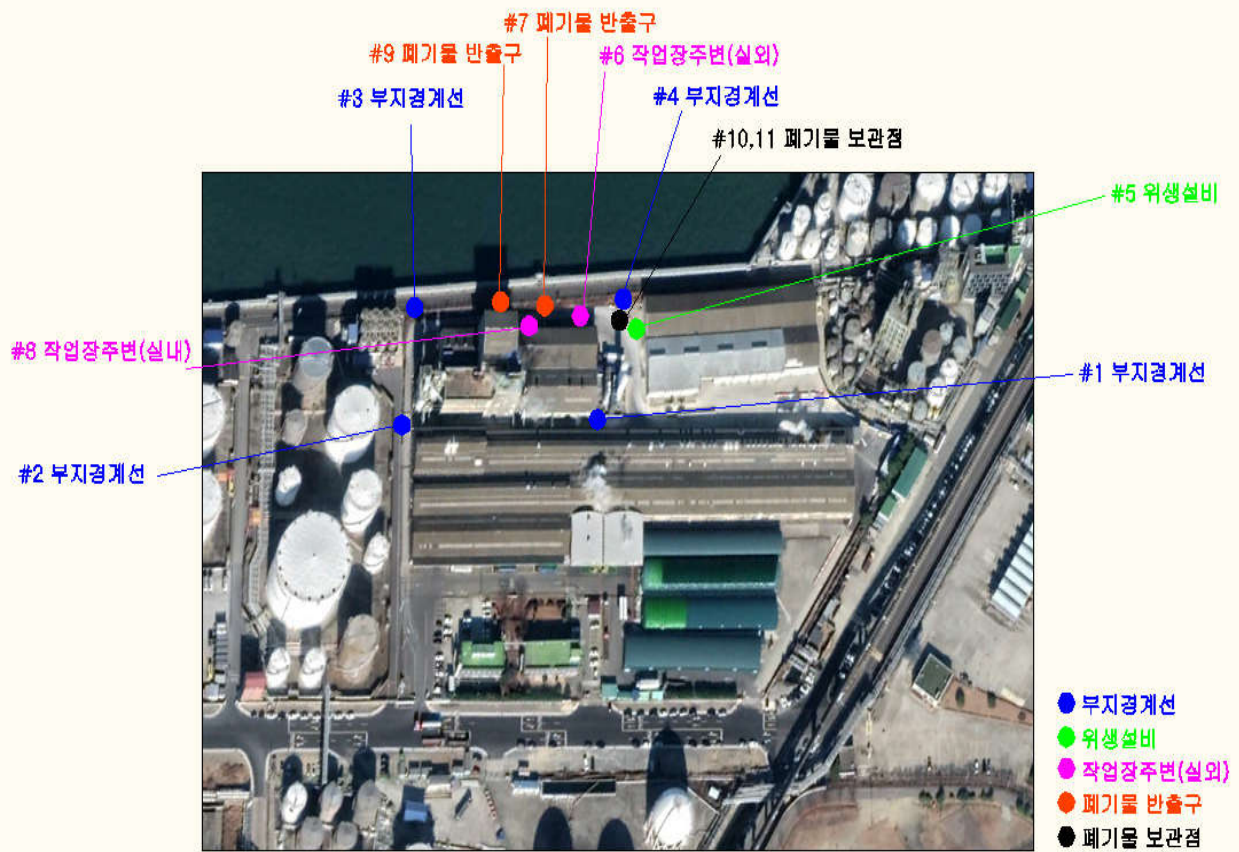 #7 폐기물 반출구
#9 폐기물 반출구
#6 작업장주변(실외)
#3 부지경계선
#4 부지경계선
#10,11 폐기물 보관점
#5 위생설비
#8 작업장주변(실내)
#1 부지경계선
#2 부지경계선
부지경계선
위생설비
작업장주변(실외)
폐기물 반출구
폐기물 보관점